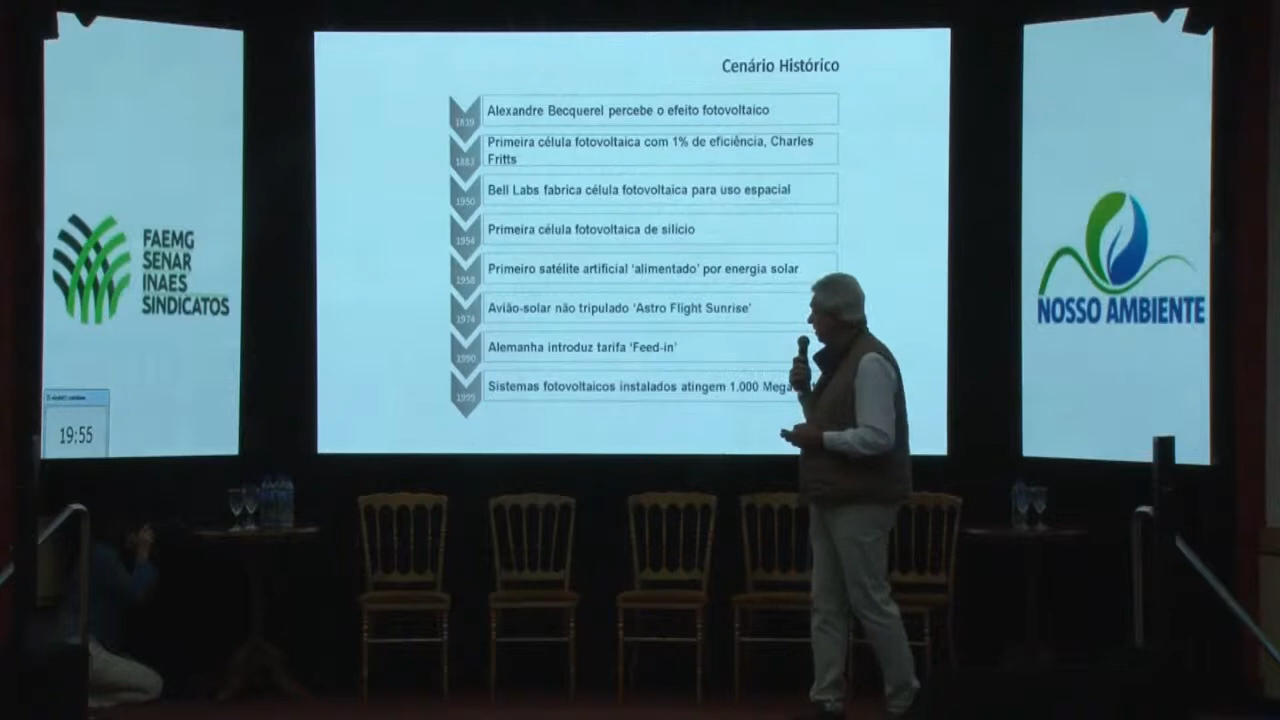 Cenário Histórico
1839
Alexandre Becquerel percebe o efeito fotovoltaico
1883
Primeira célula fotovoltaica com 1% de eficiência, Charles
Fritts
1950
Bell Labs fabrica célula fotovoltaica para uso espacial
1954
Primeira célula fotovoltaica de silício
1958
Primeiro satélite artificial ‘alimentado’ por energia solar
1974
Avião-solar não tripulado ‘Astro Flight Sunrise’
1990
Alemanha introduz tarifa ‘Feed-in’
1999
Sistemas fotovoltaicos instalados atingem 1.000
FAEMG
SENAR
INAES
SINDICATOS
19:55
NOSSO AMBIENTE